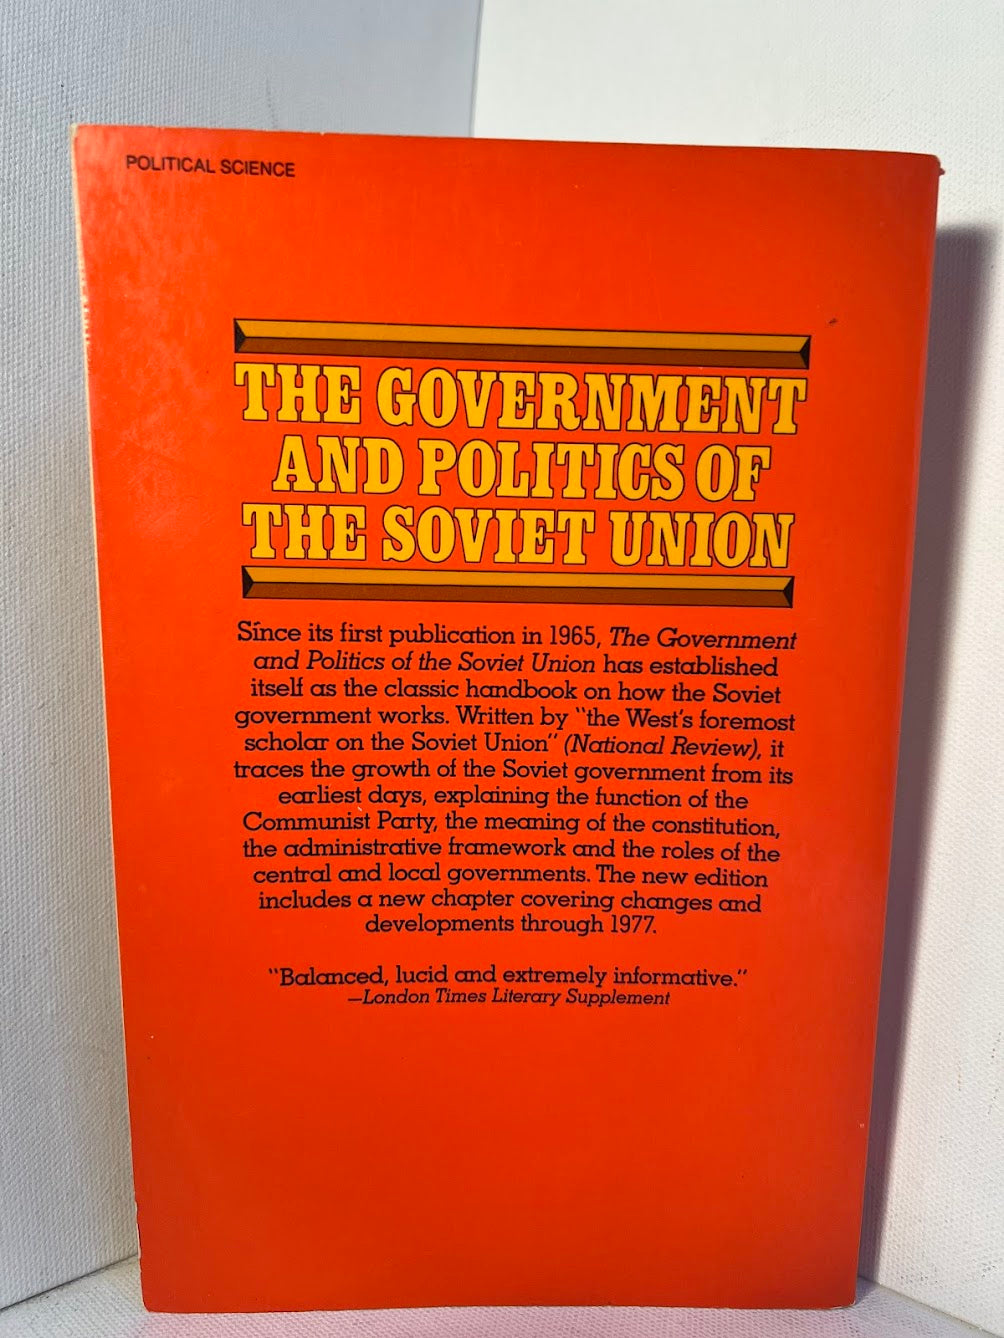 POLITICAL SCIENCE
THE GOVERNMENT
AND POLITICS OF
THE SOVIET UNION
Since its first publication in 1965, The Government
and Politics of the Soviet Union has established
itself as the classic handbook on how the Soviet
government works. Written by "the West's foremost
scholar on the Soviet Union" (National Review), it
traces the growth of the Soviet government from its
earliest days, explaining the function of the
Communist Party, the meaning of the constitution,
the administrative framework and the roles of the
central and local governments. The new edition
includes a new chapter covering changes and
developments through 1977.
"Balanced, lucid and extremely informative."
—London Times Literary Supplement